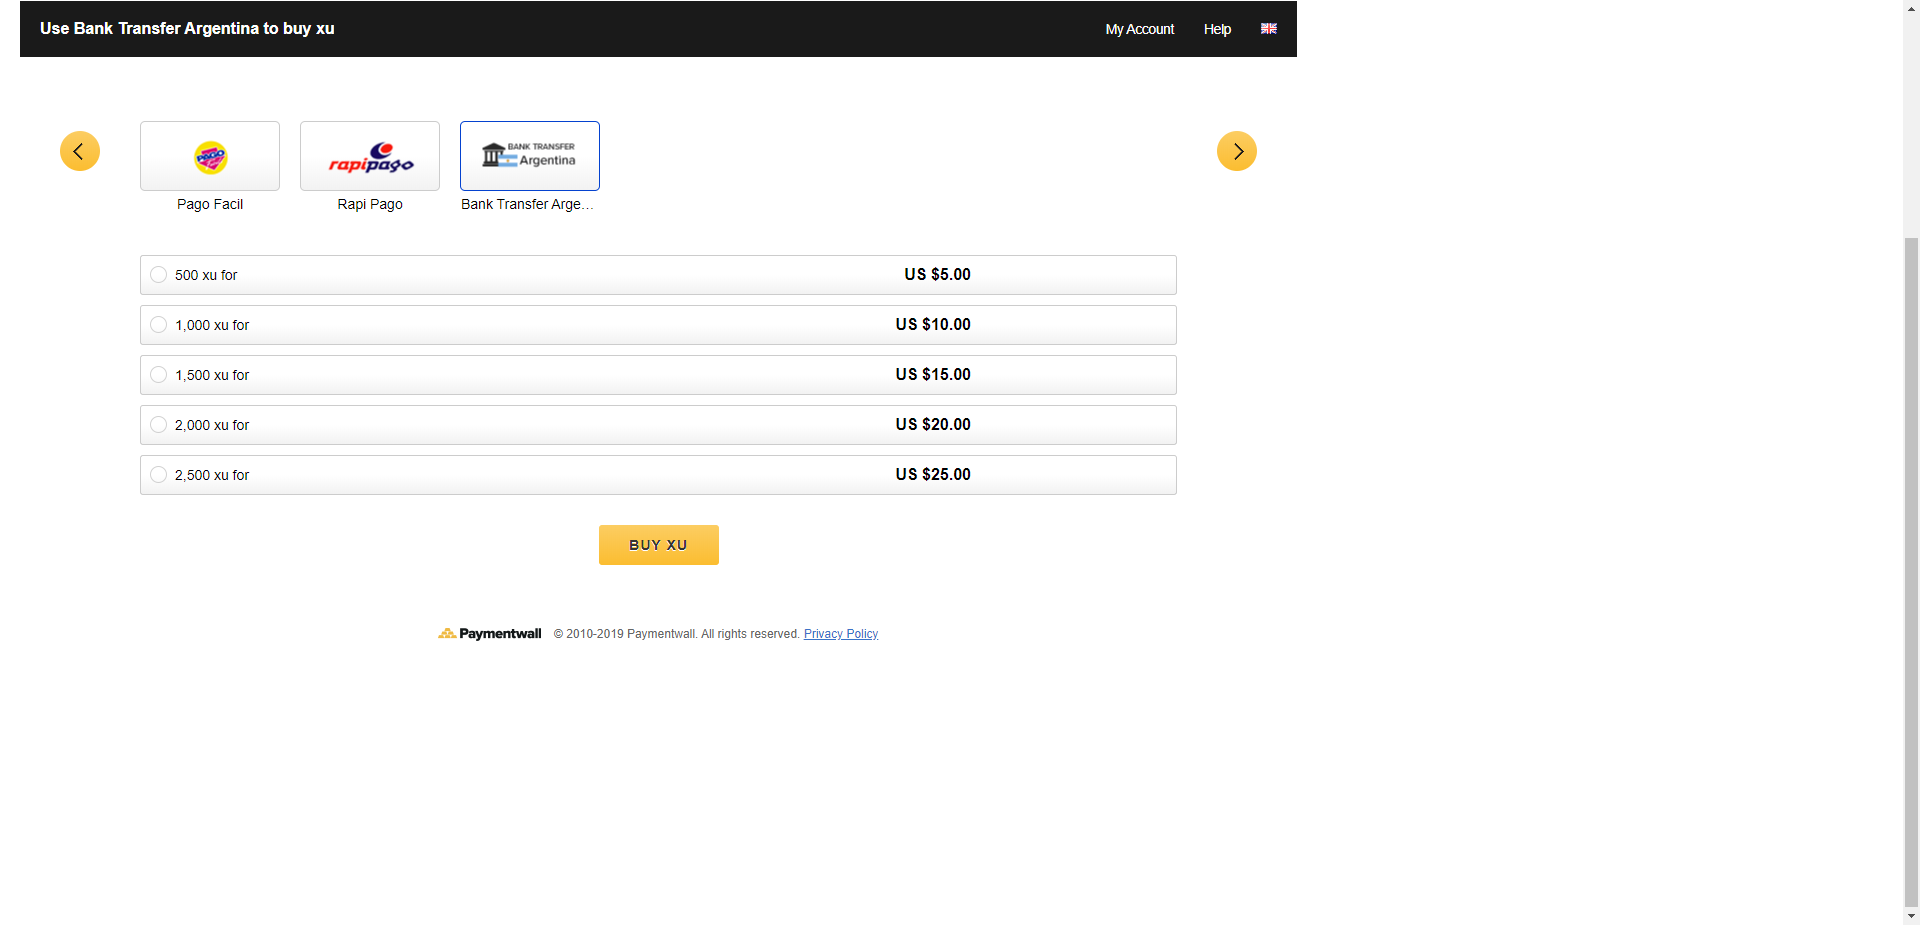 Use Bank Transfer Argentina to buy xu
My Account
Help
PAGO
rapipago
BANK TRANSFER
Argentina
Pago Facil
Rapi Pago
Bank Transfer Arge...
500 xu for US $5.00
1,000 xu for US $10.00
1,500 xu for US $15.00
2,000 xu for US $20.00
2,500 xu for US $25.00
BUY XU
Paymentwall © 2010-2019 Paymentwall. All rights reserved. Privacy Policy